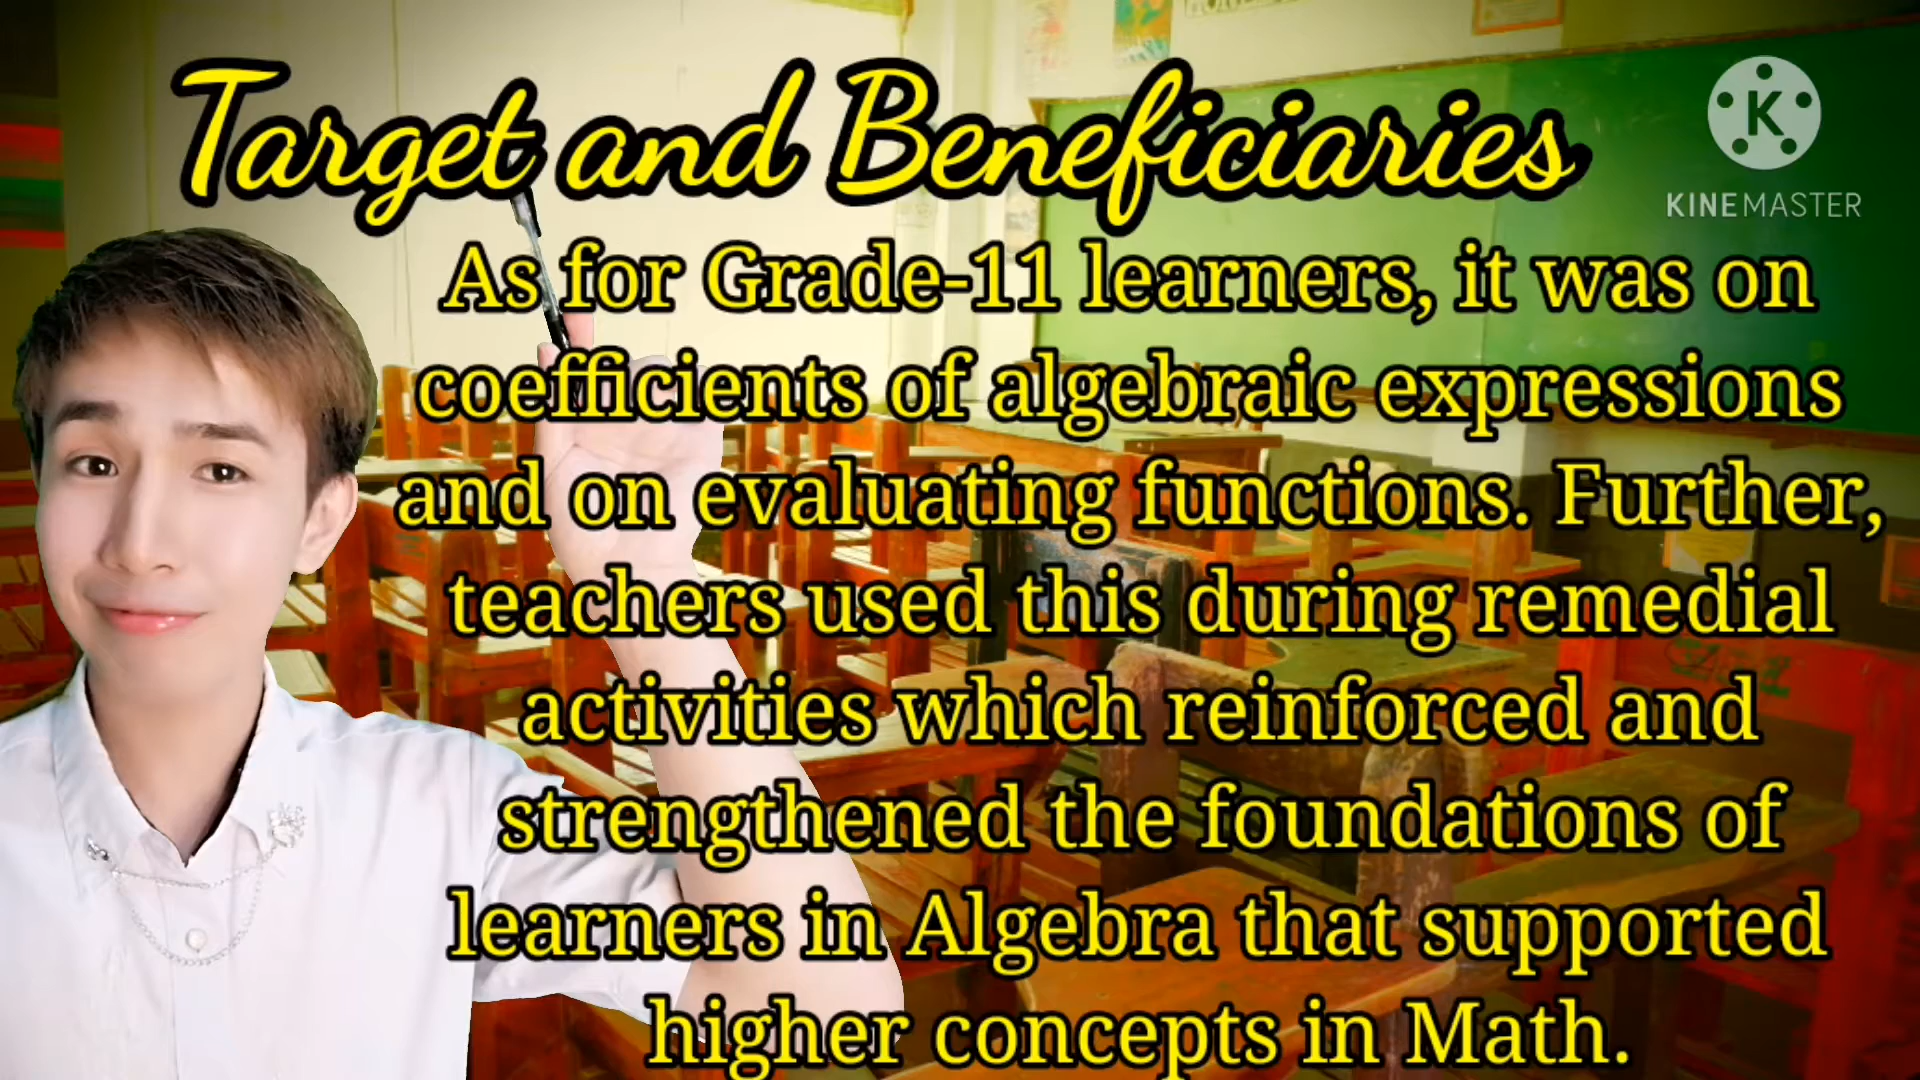 Target and Beneficiaries
KINEMASTER
As for Grade-11 learners, it was on
coefficients of algebraic expressions
and on evaluating functions. Further,
teachers used this during remedial
activities which reinforced and
strengthened the foundations of
learners in Algebra that supported
higher concepts in Math.